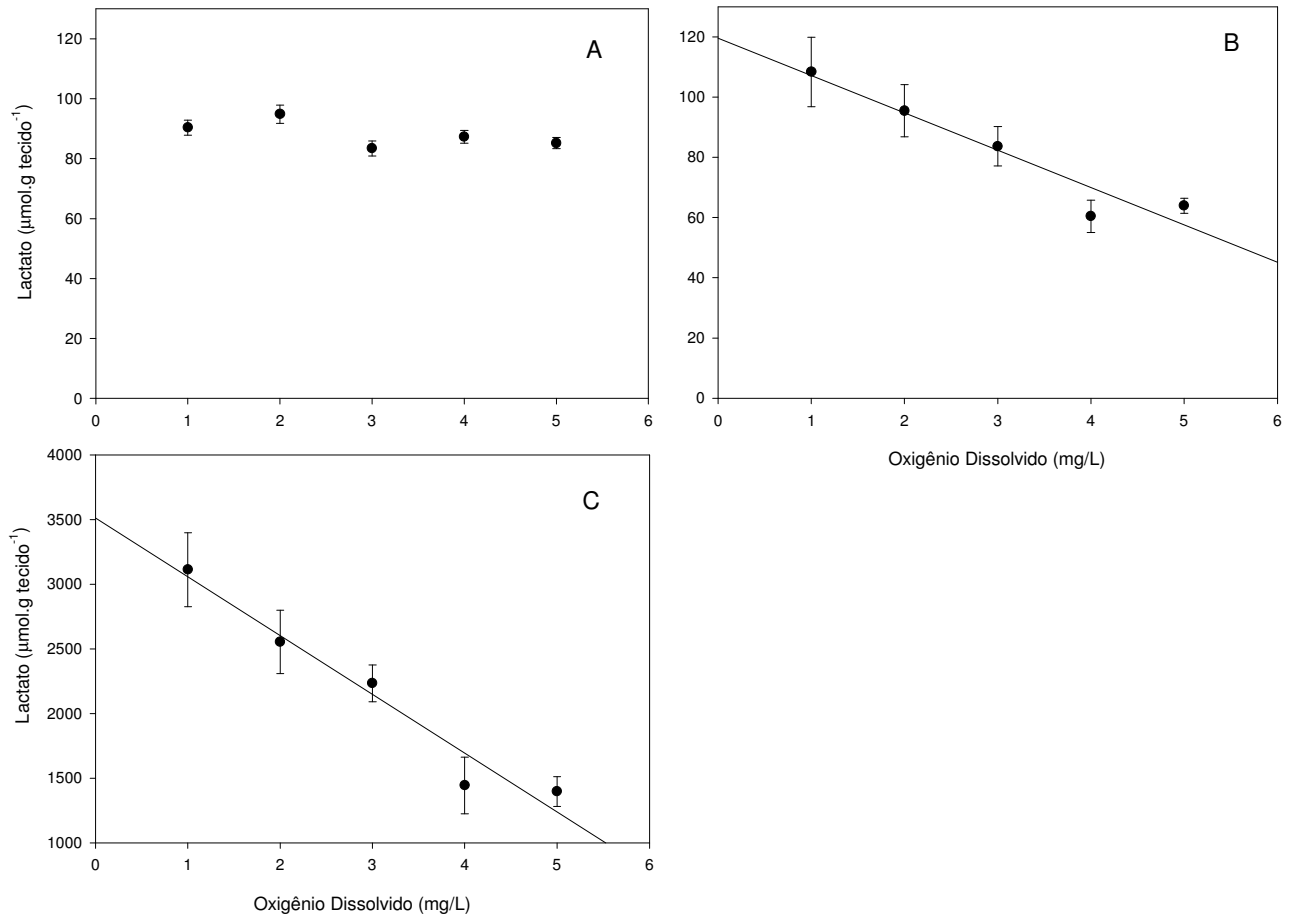 A
120
100
80
60
40
20
0
0 1 2 3 4 5 6
Lactato (μmol.g tecido-1)
B
120
100
80
60
40
20
0
0 1 2 3 4 5 6
Oxigênio Dissolvido (mg/L)
C
4000
3500
3000
2500
2000
1500
1000
0 1 2 3 4 5 6
Lactato (μmol.g tecido-1)
Oxigênio Dissolvido (mg/L)